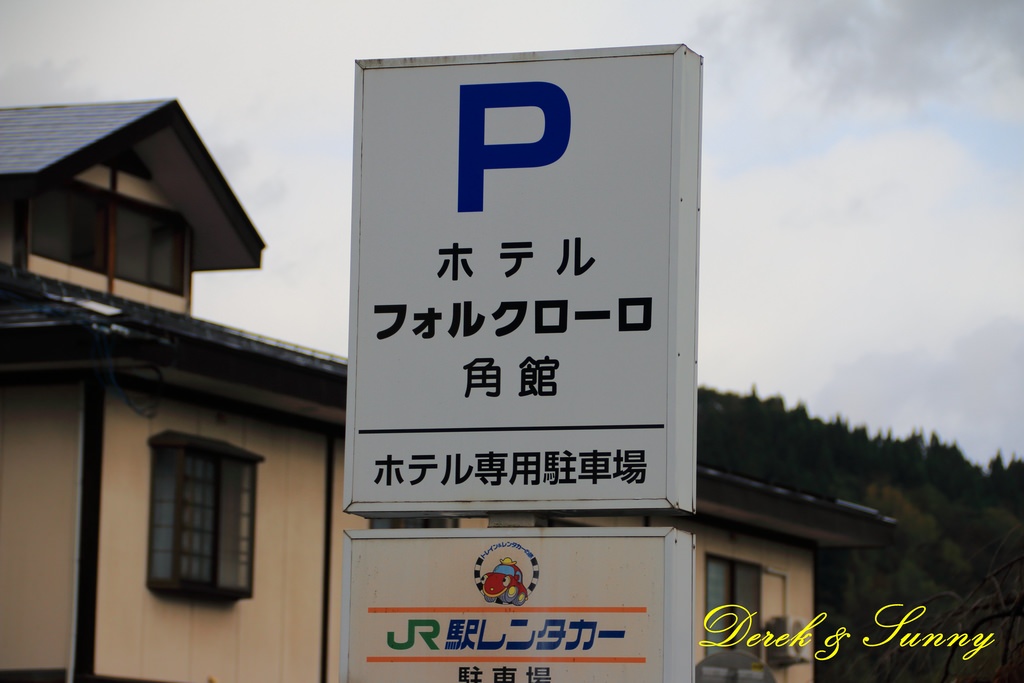 P
ホテル
フォルクローロ
角館
ホテル専用駐車場
JR駅レンタカー
駐車場
Derek & Sunny